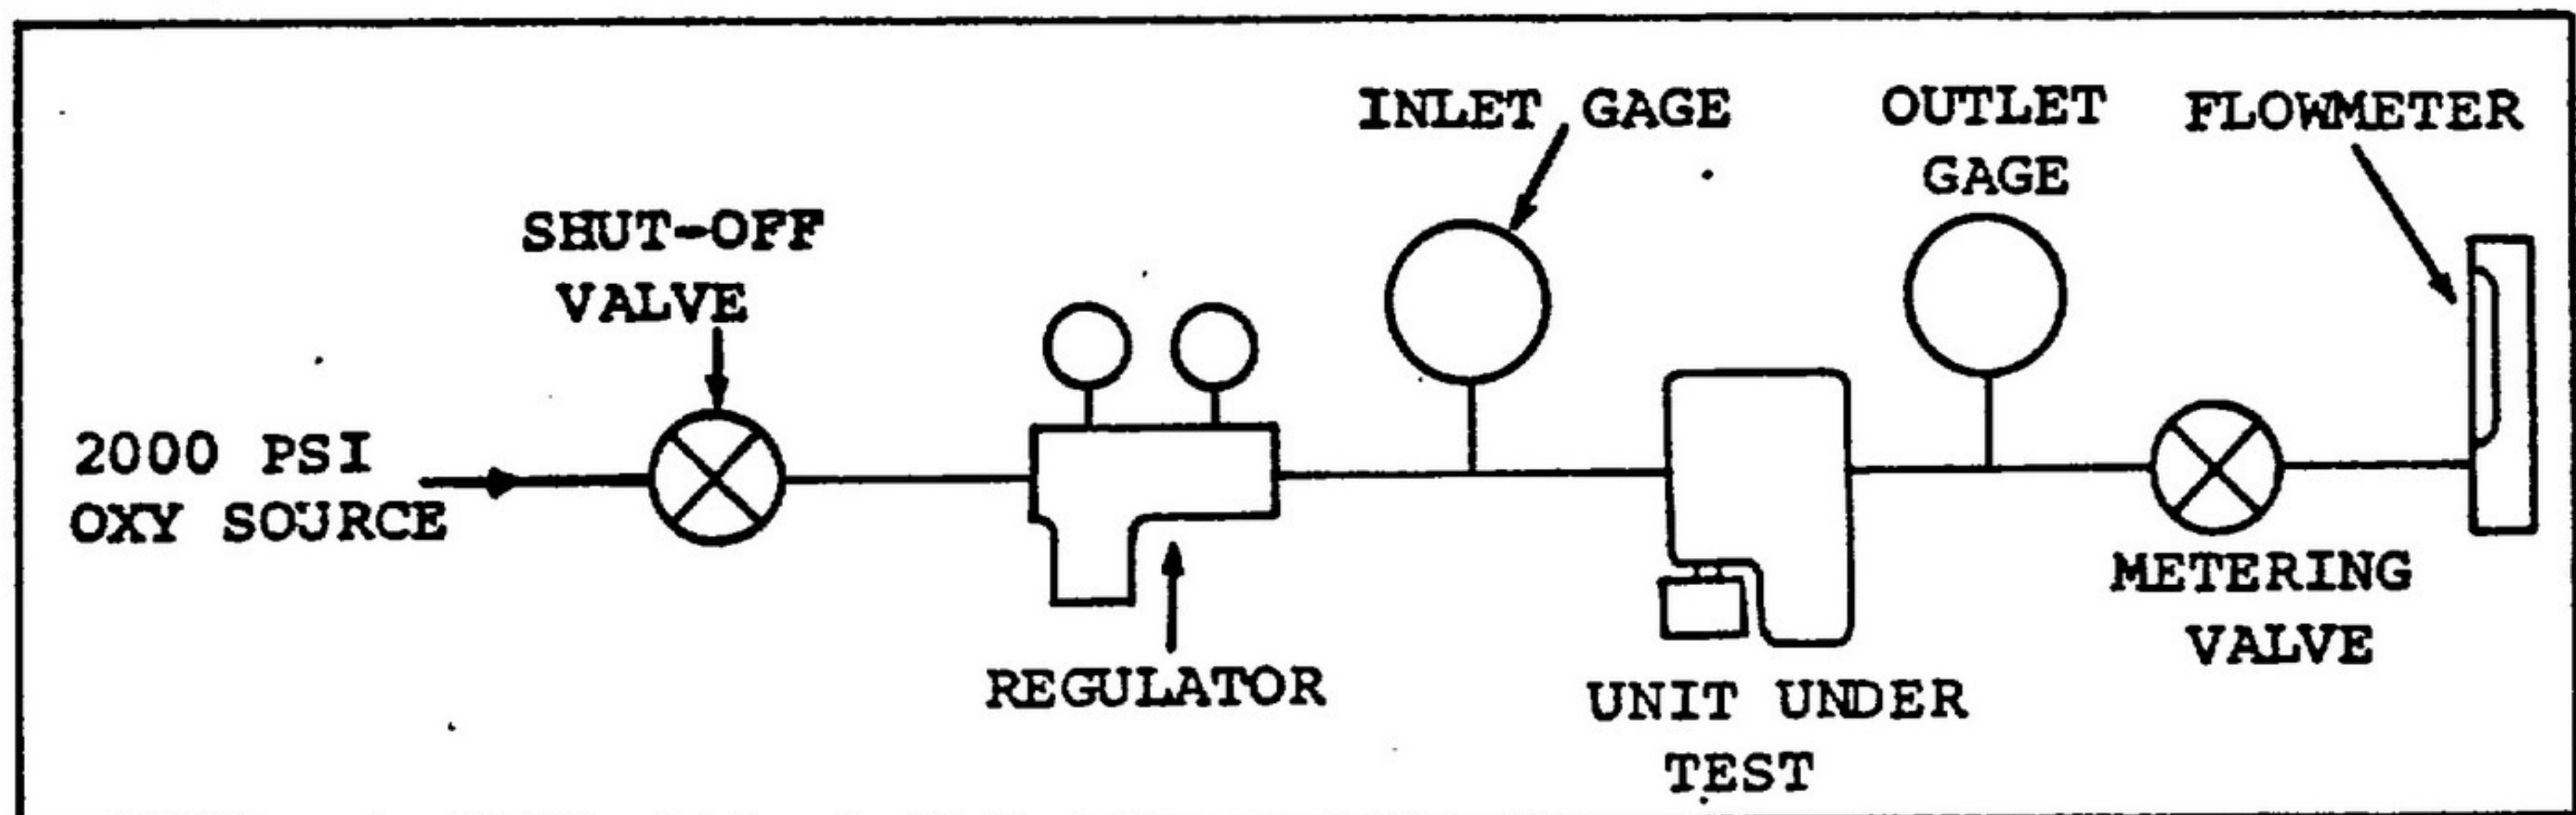 INLET GAGE
OUTLET
GAGE
FLOWMETER
SHUT-OFF
VALVE
2000 PSI
OXY SOURCE
REGULATOR
UNIT UNDER
TEST
METERING
VALVE